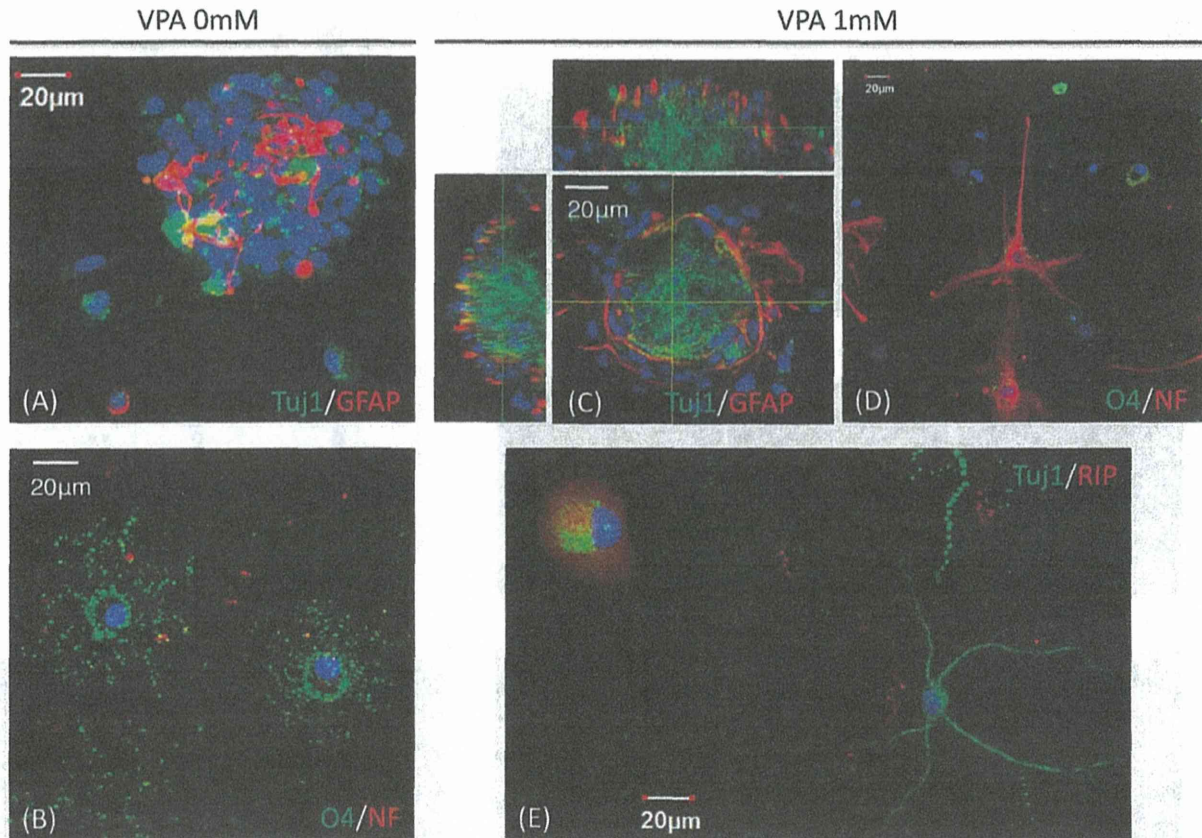 VPA 0mM
VPA 1mM
20µm
(A)
Tuj1/GFAP
20µm
(C)
Tuj1/GFAP
20µm
(D)
O4/NF
20µm
(B)
O4/NF
Tuj1/RIP
(E)
20µm